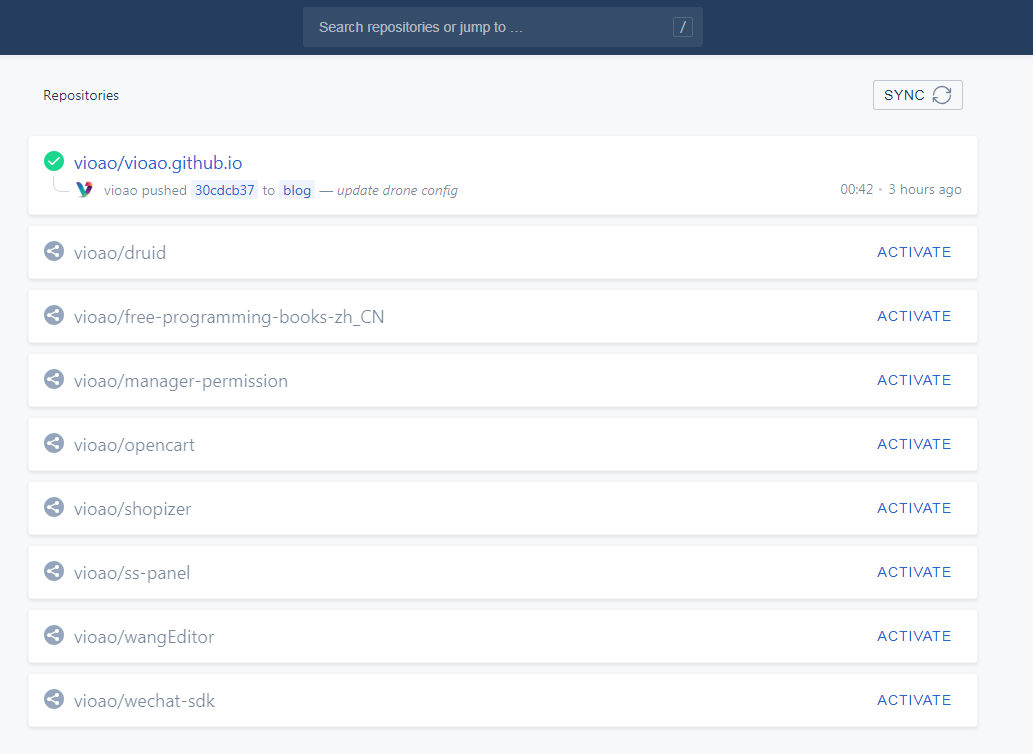 Search repositories or jump to … /
Repositories
SYNC
vioao/vioao.github.io
vioao pushed 30cdcb37 to blog — update drone config
00:42 • 3 hours ago
vioao/druid
ACTIVATE
vioao/free-programming-books-zh_CN
ACTIVATE
vioao/manager-permission
ACTIVATE
vioao/opencart
ACTIVATE
vioao/shopizer
ACTIVATE
vioao/ss-panel
ACTIVATE
vioao/wangEditor
ACTIVATE
vioao/wechat-sdk
ACTIVATE